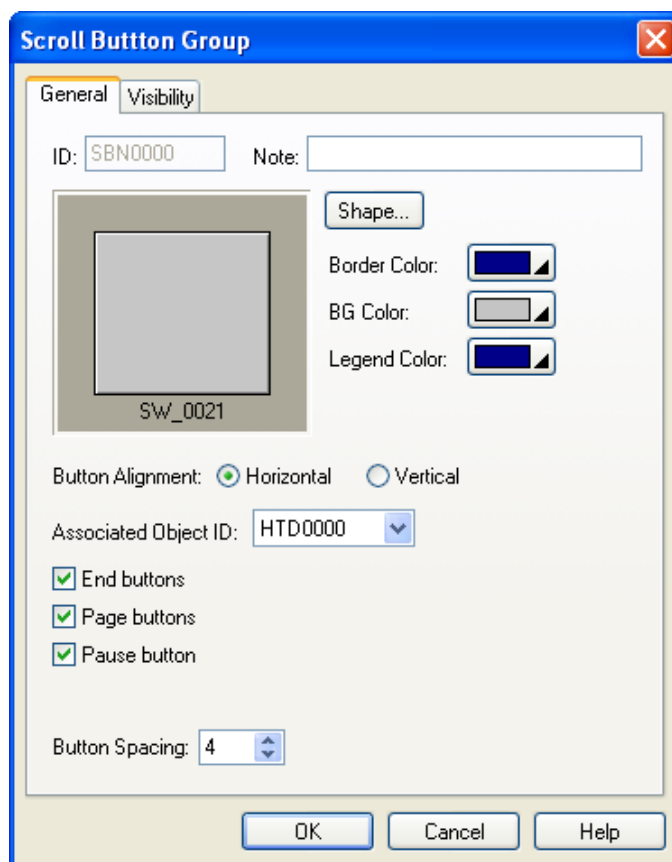 Scroll Buttton Group
General Visibility
ID: SBN0000 Note:
Shape...
Border Color:
BG Color:
Legend Color:
SW_0021
Button Alignment: Horizontal Vertical
Associated Object ID: HTD0000
End buttons
Page buttons
Pause button
Button Spacing: 4
OK Cancel Help